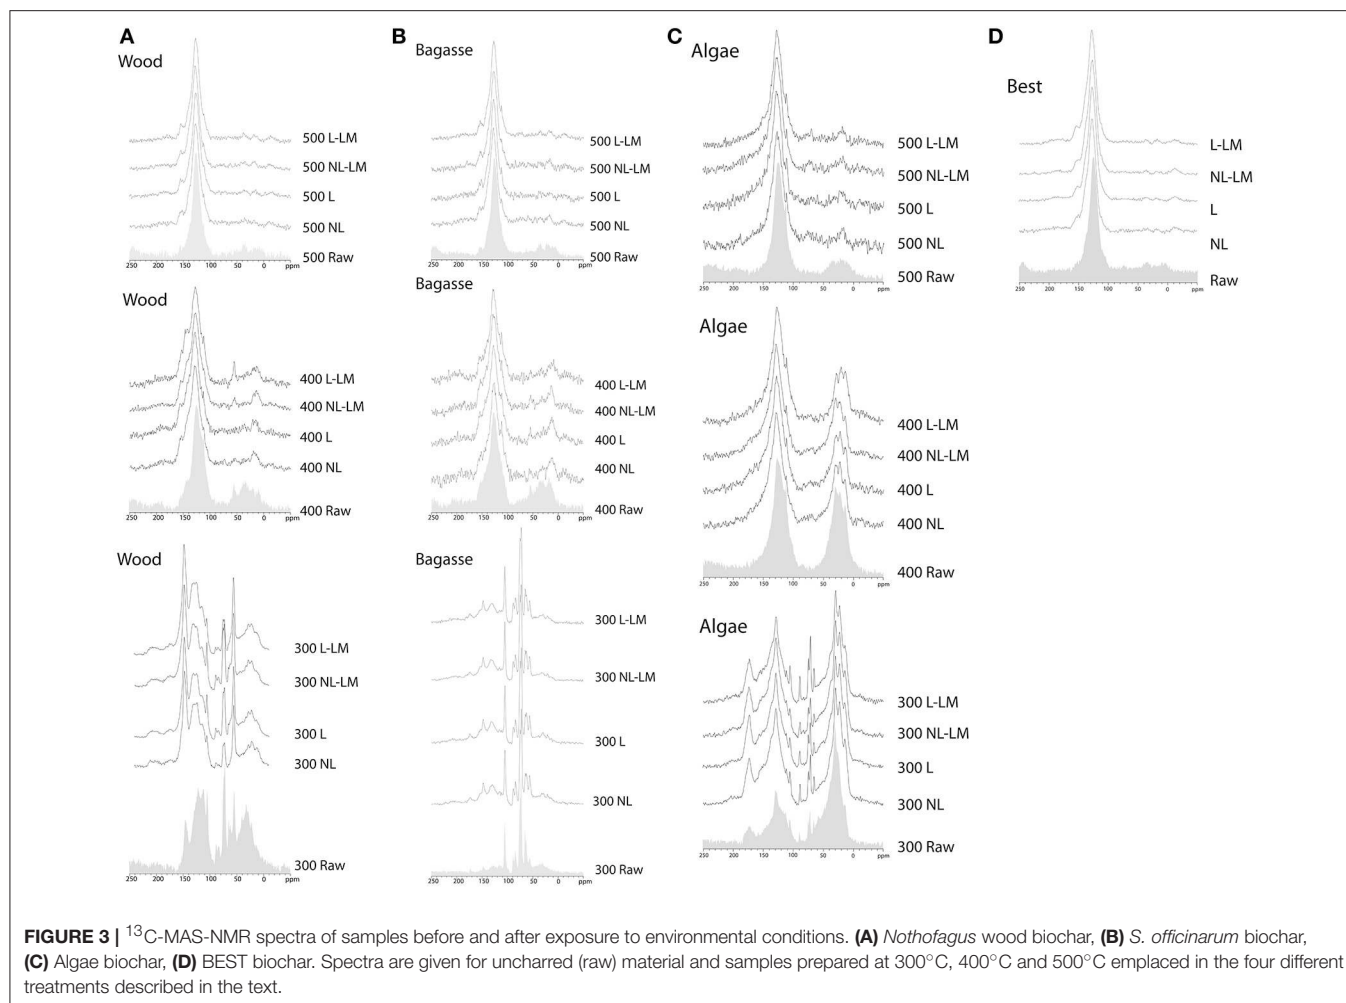 A
Wood
500 L-LM
500 NL-LM
500 L
500 NL
500 Raw
250 200 150 100 50 0 ppm
Wood
400 L-LM
400 NL-LM
400 L
400 NL
400 Raw
250 200 150 100 50 0 ppm
Wood
300 L-LM
300 NL-LM
300 L
300 NL
300 Raw
250 200 150 100 50 0 ppm
B
Bagasse
500 L-LM
500 NL-LM
500 L
500 NL
500 Raw
250 200 150 100 50 0 ppm
Bagasse
400 L-LM
400 NL-LM
400 L
400 NL
400 Raw
250 200 150 100 50 0 ppm
Bagasse
300 L-LM
300 NL-LM
300 L
300 NL
300 Raw
250 200 150 100 50 0 ppm
C
Algae
500 L-LM
500 NL-LM
500 L
500 NL
500 Raw
250 200 150 100 50 0 ppm
Algae
400 L-LM
400 NL-LM
400 L
400 NL
400 Raw
250 200 150 100 50 0 ppm
Algae
300 L-LM
300 NL-LM
300 L
300 NL
300 Raw
250 200 150 100 50 0 ppm
D
Best
L-LM
NL-LM
L
NL
Raw
250 200 150 100 50 0 ppm
FIGURE 3 | ¹³C-MAS-NMR spectra of samples before and after exposure to environmental conditions. (A) Nothofagus wood biochar, (B) S. officinarum biochar,
(C) Algae biochar, (D) BEST biochar. Spectra are given for uncharred (raw) material and samples prepared at 300°C, 400°C and 500°C emplaced in the four different
treatments described in the text.